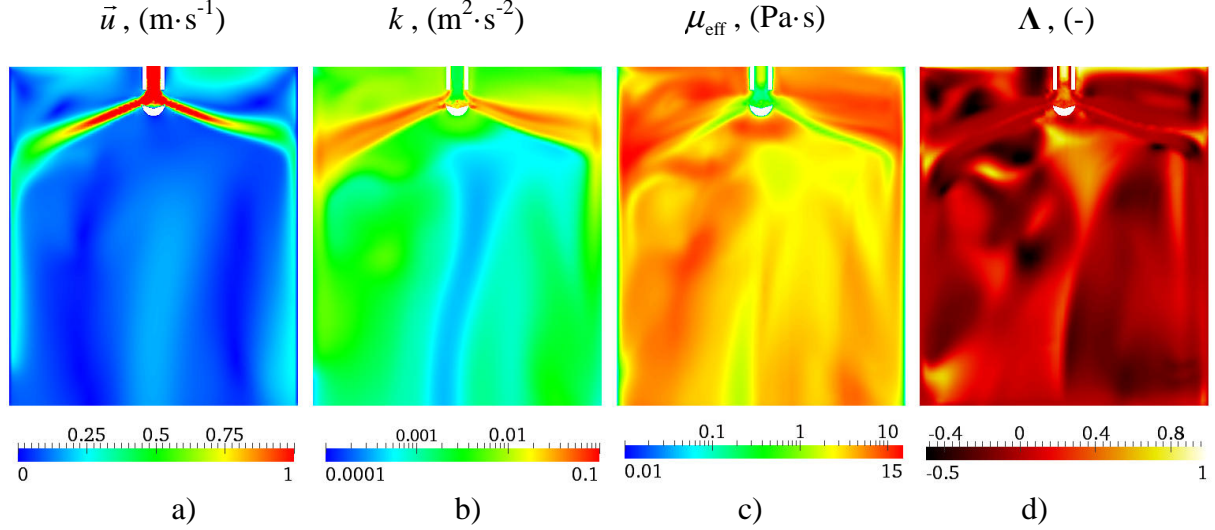 u⃗ , (m·s⁻¹) k , (m²·s⁻²) μeff , (Pa·s) Λ, (-)
0.25 0.5 0.75 0.001 0.01 0.1 1 10 -0.4 0 0.4 0.8
0 1 0.0001 0.1 0.01 15 -0.5 1
a) b) c) d)